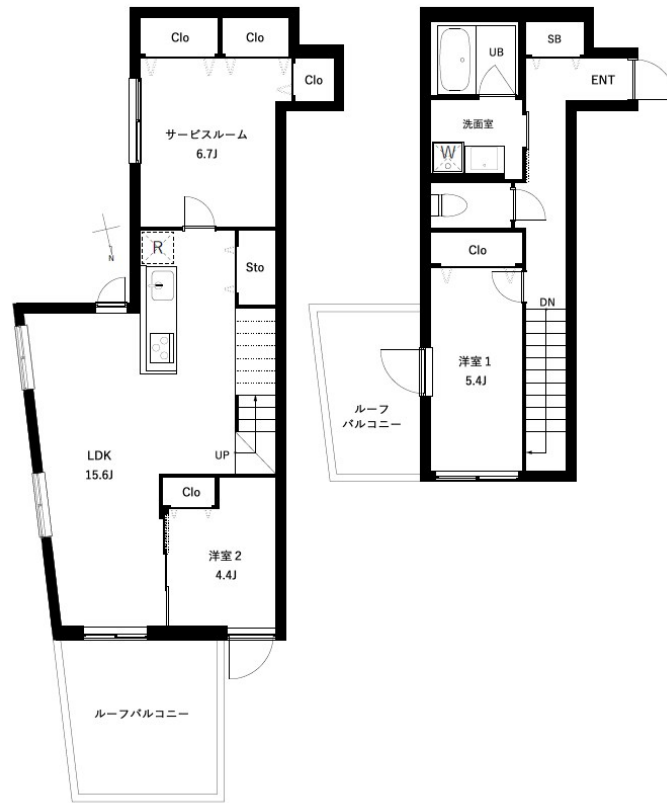 Clo
Clo
Clo
サービスルーム
6.7J
N
R
Sto
LDK
15.6J
UP
Clo
洋室2
4.4J
ルーフバルコニー
UB
SB
ENT
洗面室
W
Clo
DN
洋室1
5.4J
ルーフ
バルコニー